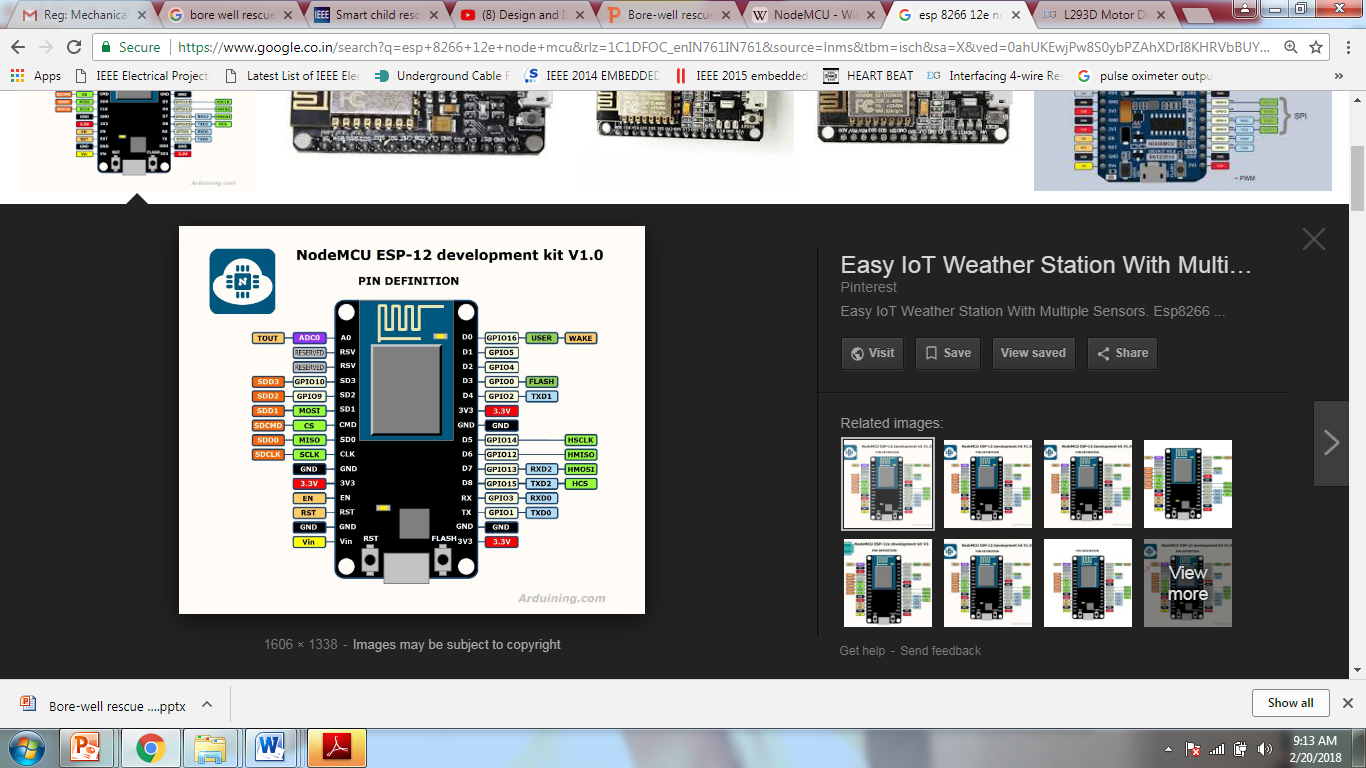 Reg: Mechanical
bore well rescue
Smart child resc
(8) Design and I
Bore-well rescue
NodeMCU - Wi
esp 8266 12e no
L293D Motor D
Secure
https://www.google.co.in/search?q=esp+8266+12e+node+mcu&rlz=1C1DFOC_enIN761IN761&source=lnms&tbm=isch&sa=X&ved=0ahUKEwjPw8S0ybPZAhXDrI8KHRVbBUY...
Apps
IEEE Electrical Project
Latest List of IEEE Ele
Underground Cable F
IEEE 2014 EMBEDDED
IEEE 2015 embedded
HEART BEAT
Interfacing 4-wire Re
pulse oximeter outpu
SPI
~ PWM
Arduining.com
NodeMCU ESP-12 development kit V1.0
PIN DEFINITION
TOUT ADC0 A0 D0 GPIO16 USER WAKE
RESERVED RSV D1 GPIO5
RESERVED RSV D2 GPIO4
SDD3 GPIO10 SD3 D3 GPIO0 FLASH
SDD2 GPIO9 SD2 D4 GPIO2 TXD1
SDD1 MOSI SD1 3V3 3.3V
SDCMD CS CMD GND GND
SDD0 MISO SD0 D5 GPIO14 HSCLK
SDCLK SCLK CLK D6 GPIO12 HMISO
GND GND D7 GPIO13 RXD2 HMOSI
3.3V 3V3 D8 GPIO15 TXD2 HCS
EN EN RX GPIO3 RXD0
RST RST TX GPIO1 TXD0
GND GND GND GND
Vin Vin RST FLASH 3V3 3.3V
Arduining.com
1606 × 1338 - Images may be subject to copyright
Easy IoT Weather Station With Multi…
Pinterest
Easy IoT Weather Station With Multiple Sensors. Esp8266 ...
Visit
Save
View saved
Share
Related images:
View
more
Get help - Send feedback
Bore-well rescue ....pptx
Show all
9:13 AM
2/20/2018